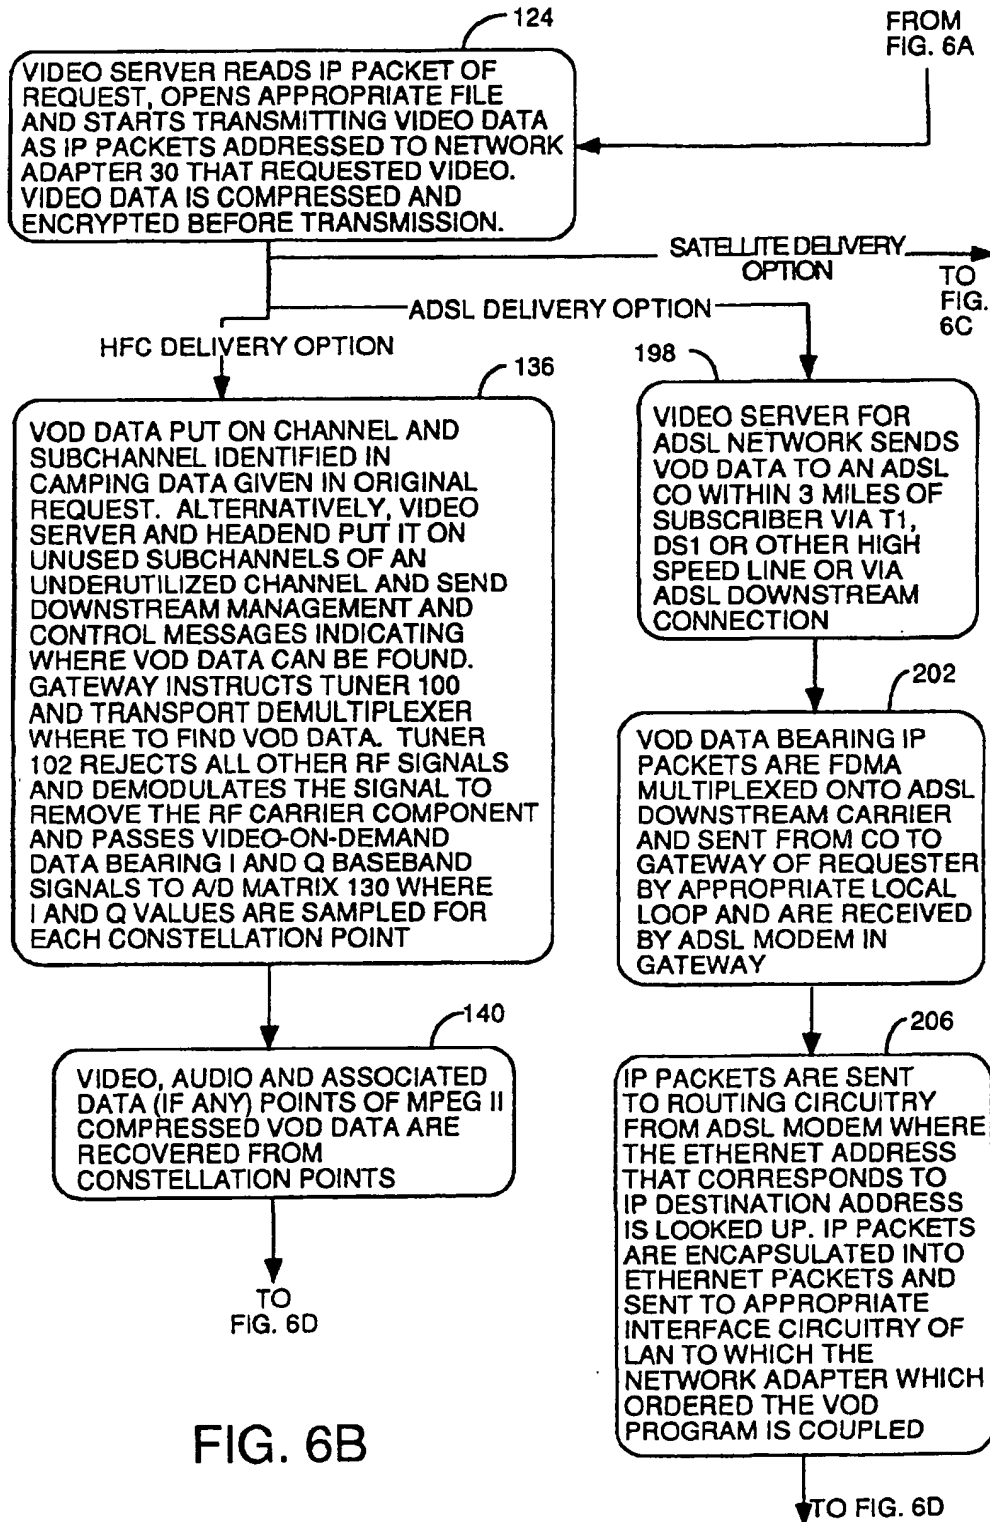 124
FROM
FIG. 6A
VIDEO SERVER READS IP PACKET OF
REQUEST, OPENS APPROPRIATE FILE
AND STARTS TRANSMITTING VIDEO DATA
AS IP PACKETS ADDRESSED TO NETWORK
ADAPTER 30 THAT REQUESTED VIDEO.
VIDEO DATA IS COMPRESSED AND
ENCRYPTED BEFORE TRANSMISSION.
SATELLITE DELIVERY
OPTION
TO
FIG.
6C
ADSL DELIVERY OPTION
HFC DELIVERY OPTION
136
VOD DATA PUT ON CHANNEL AND
SUBCHANNEL IDENTIFIED IN
CAMPING DATA GIVEN IN ORIGINAL
REQUEST. ALTERNATIVELY, VIDEO
SERVER AND HEADEND PUT IT ON
UNUSED SUBCHANNELS OF AN
UNDERUTILIZED CHANNEL AND SEND
DOWNSTREAM MANAGEMENT AND
CONTROL MESSAGES INDICATING
WHERE VOD DATA CAN BE FOUND.
GATEWAY INSTRUCTS TUNER 100
AND TRANSPORT DEMULTIPLEXER
WHERE TO FIND VOD DATA. TUNER
102 REJECTS ALL OTHER RF SIGNALS
AND DEMODULATES THE SIGNAL TO
REMOVE THE RF CARRIER COMPONENT
AND PASSES VIDEO-ON-DEMAND
DATA BEARING I AND Q BASEBAND
SIGNALS TO A/D MATRIX 130 WHERE
I AND Q VALUES ARE SAMPLED FOR
EACH CONSTELLATION POINT
140
VIDEO, AUDIO AND ASSOCIATED
DATA (IF ANY) POINTS OF MPEG II
COMPRESSED VOD DATA ARE
RECOVERED FROM
CONSTELLATION POINTS
TO
FIG. 6D
198
VIDEO SERVER FOR
ADSL NETWORK SENDS
VOD DATA TO AN ADSL
CO WITHIN 3 MILES OF
SUBSCRIBER VIA T1,
DS1 OR OTHER HIGH
SPEED LINE OR VIA
ADSL DOWNSTREAM
CONNECTION
202
VOD DATA BEARING IP
PACKETS ARE FDMA
MULTIPLEXED ONTO ADSL
DOWNSTREAM CARRIER
AND SENT FROM CO TO
GATEWAY OF REQUESTER
BY APPROPRIATE LOCAL
LOOP AND ARE RECEIVED
BY ADSL MODEM IN
GATEWAY
206
IP PACKETS ARE SENT
TO ROUTING CIRCUITRY
FROM ADSL MODEM WHERE
THE ETHERNET ADDRESS
THAT CORRESPONDS TO
IP DESTINATION ADDRESS
IS LOOKED UP. IP PACKETS
ARE ENCAPSULATED INTO
ETHERNET PACKETS AND
SENT TO APPROPRIATE
INTERFACE CIRCUITRY OF
LAN TO WHICH THE
NETWORK ADAPTER WHICH
ORDERED THE VOD
PROGRAM IS COUPLED
TO FIG. 6D
FIG. 6B